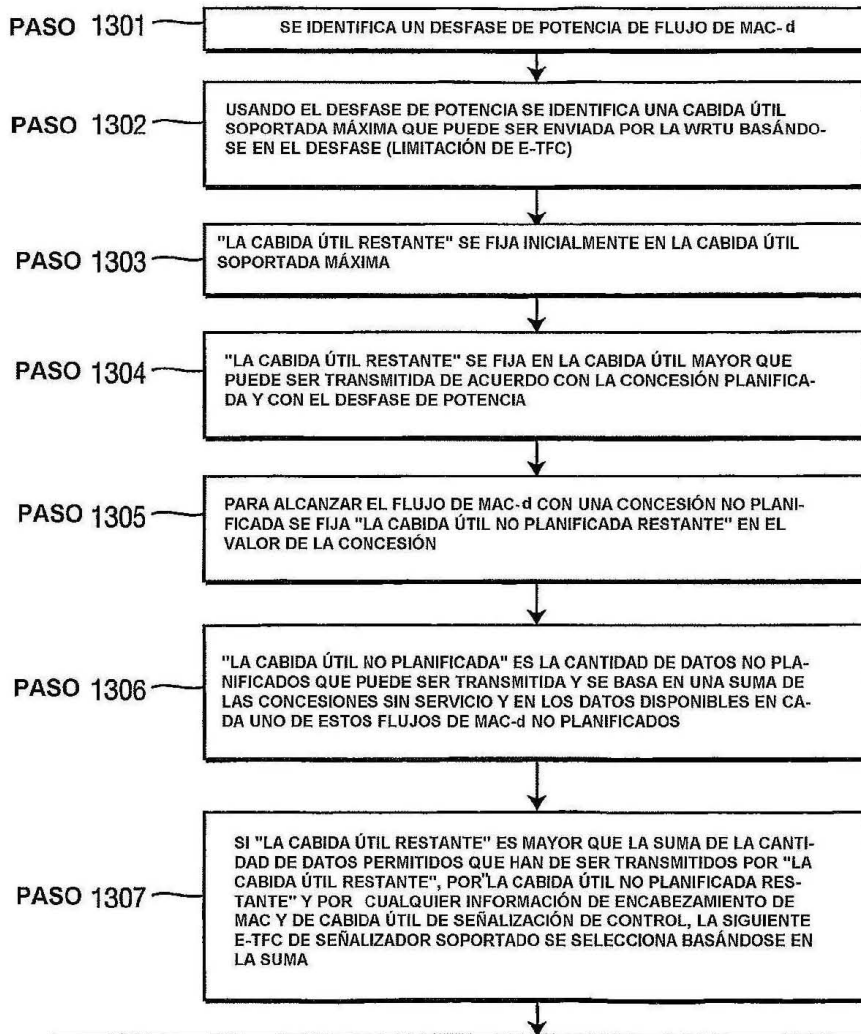 PASO 1301
SE IDENTIFICA UN DESFASE DE POTENCIA DE FLUJO DE MAC-d
PASO 1302
USANDO EL DESFASE DE POTENCIA SE IDENTIFICA UNA CABIDA ÚTIL
SOPORTADA MÁXIMA QUE PUEDE SER ENVIADA POR LA WRTU BASÁNDO-
SE EN EL DESFASE (LIMITACIÓN DE E-TFC)
PASO 1303
"LA CABIDA ÚTIL RESTANTE" SE FIJA INICIALMENTE EN LA CABIDA ÚTIL
SOPORTADA MÁXIMA
PASO 1304
"LA CABIDA ÚTIL RESTANTE" SE FIJA EN LA CABIDA ÚTIL MAYOR QUE
PUEDE SER TRANSMITIDA DE ACUERDO CON LA CONCESIÓN PLANIFICA-
DA Y CON EL DESFASE DE POTENCIA
PASO 1305
PARA ALCANZAR EL FLUJO DE MAC-d CON UNA CONCESIÓN NO PLANI-
FICADA SE FIJA "LA CABIDA ÚTIL NO PLANIFICADA RESTANTE" EN EL
VALOR DE LA CONCESIÓN
PASO 1306
"LA CABIDA ÚTIL NO PLANIFICADA" ES LA CANTIDAD DE DATOS NO PLA-
NIFICADOS QUE PUEDE SER TRANSMITIDA Y SE BASA EN UNA SUMA DE
LAS CONCESIONES SIN SERVICIO Y EN LOS DATOS DISPONIBLES EN CA-
DA UNO DE ESTOS FLUJOS DE MAC-d NO PLANIFICADOS
PASO 1307
SI "LA CABIDA ÚTIL RESTANTE" ES MAYOR QUE LA SUMA DE LA CANTI-
DAD DE DATOS PERMITIDOS QUE HAN DE SER TRANSMITIDOS POR "LA
CABIDA ÚTIL RESTANTE", POR "LA CABIDA ÚTIL NO PLANIFICADA RES-
TANTE" Y POR CUALQUIER INFORMACIÓN DE ENCABEZAMIENTO DE
MAC Y DE CABIDA ÚTIL DE SEÑALIZACIÓN DE CONTROL, LA SIGUIENTE
E-TFC DE SEÑALIZADOR SOPORTADO SE SELECCIONA BASÁNDOSE EN
LA SUMA